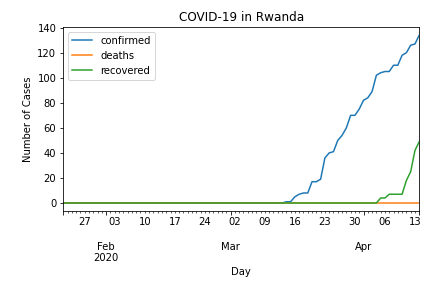 COVID-19 in Rwanda
confirmed
deaths
recovered
Number of Cases
140
120
100
80
60
40
20
0
27 03 10 17 24 02 09 16 23 30 06 13
Feb Mar Apr
2020
Day